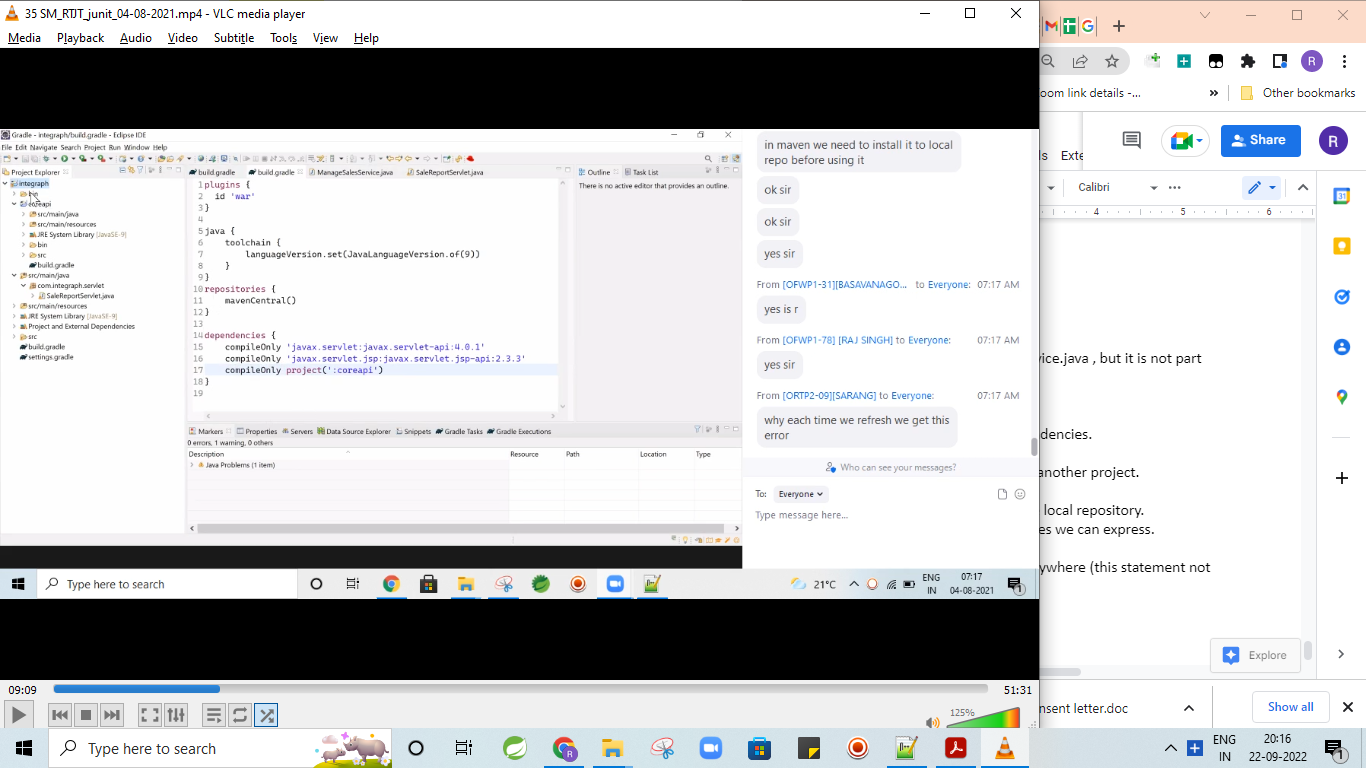 35 SM_RTJT_junit_04-08-2021.mp4 - VLC media player
Media Playback Audio Video Subtitle Tools View Help
Gradle - integraph/build.gradle - Eclipse IDE
File Edit Navigate Search Project Run Window Help
Project Explorer
integraph
bin
coreapi
src/main/java
src/main/resources
JRE System Library [JavaSE-9]
bin
src
build.gradle
src/main/java
com.integraph.servlet
SaleReportServlet.java
src/main/resources
JRE System Library [JavaSE-9]
Project and External Dependencies
src
build.gradle
settings.gradle
build.gradle build.gradle ManageSalesService.java SaleReportServlet.java
1 plugins {
2 id 'war'
3 }
4
5 java {
6 toolchain {
7 languageVersion.set(JavaLanguageVersion.of(9))
8 }
9 }
10 repositories {
11 mavenCentral()
12 }
13
14 dependencies {
15 compileOnly 'javax.servlet:javax.servlet-api:4.0.1'
16 compileOnly 'javax.servlet.jsp:javax.servlet.jsp-api:2.3.3'
17 compileOnly project(':coreapi')
18 }
19
Outline Task List
There is no active editor that provides an outline.
Markers Properties Servers Data Source Explorer Snippets Gradle Tasks Gradle Executions
0 errors, 1 warning, 0 others
Description Resource Path Location Type
Java Problems (1 item)
in maven we need to install it to local
repo before using it
ok sir
ok sir
yes sir
From [OFWP1-31][BASAVANAGO... to Everyone: 07:17 AM
yes is r
From [OFWP1-78] [RAJ SINGH] to Everyone: 07:17 AM
yes sir
From [ORTP2-09][SARANG] to Everyone: 07:17 AM
why each time we refresh we get this
error
Who can see your messages?
To: Everyone
Type message here...
Type here to search
21°C
ENG
IN
07:17
04-08-2021
1
09:09
51:31
125%
oom link details -...
»
Other bookmarks
R
Share
R
Exte
Calibri
4 5 6
vice.java , but it is not part
dencies.
another project.
local repository.
es we can express.
ywhere (this statement not
Explore
nsent letter.doc
Show all
Type here to search
R
ENG
IN
20:16
22-09-2022
1